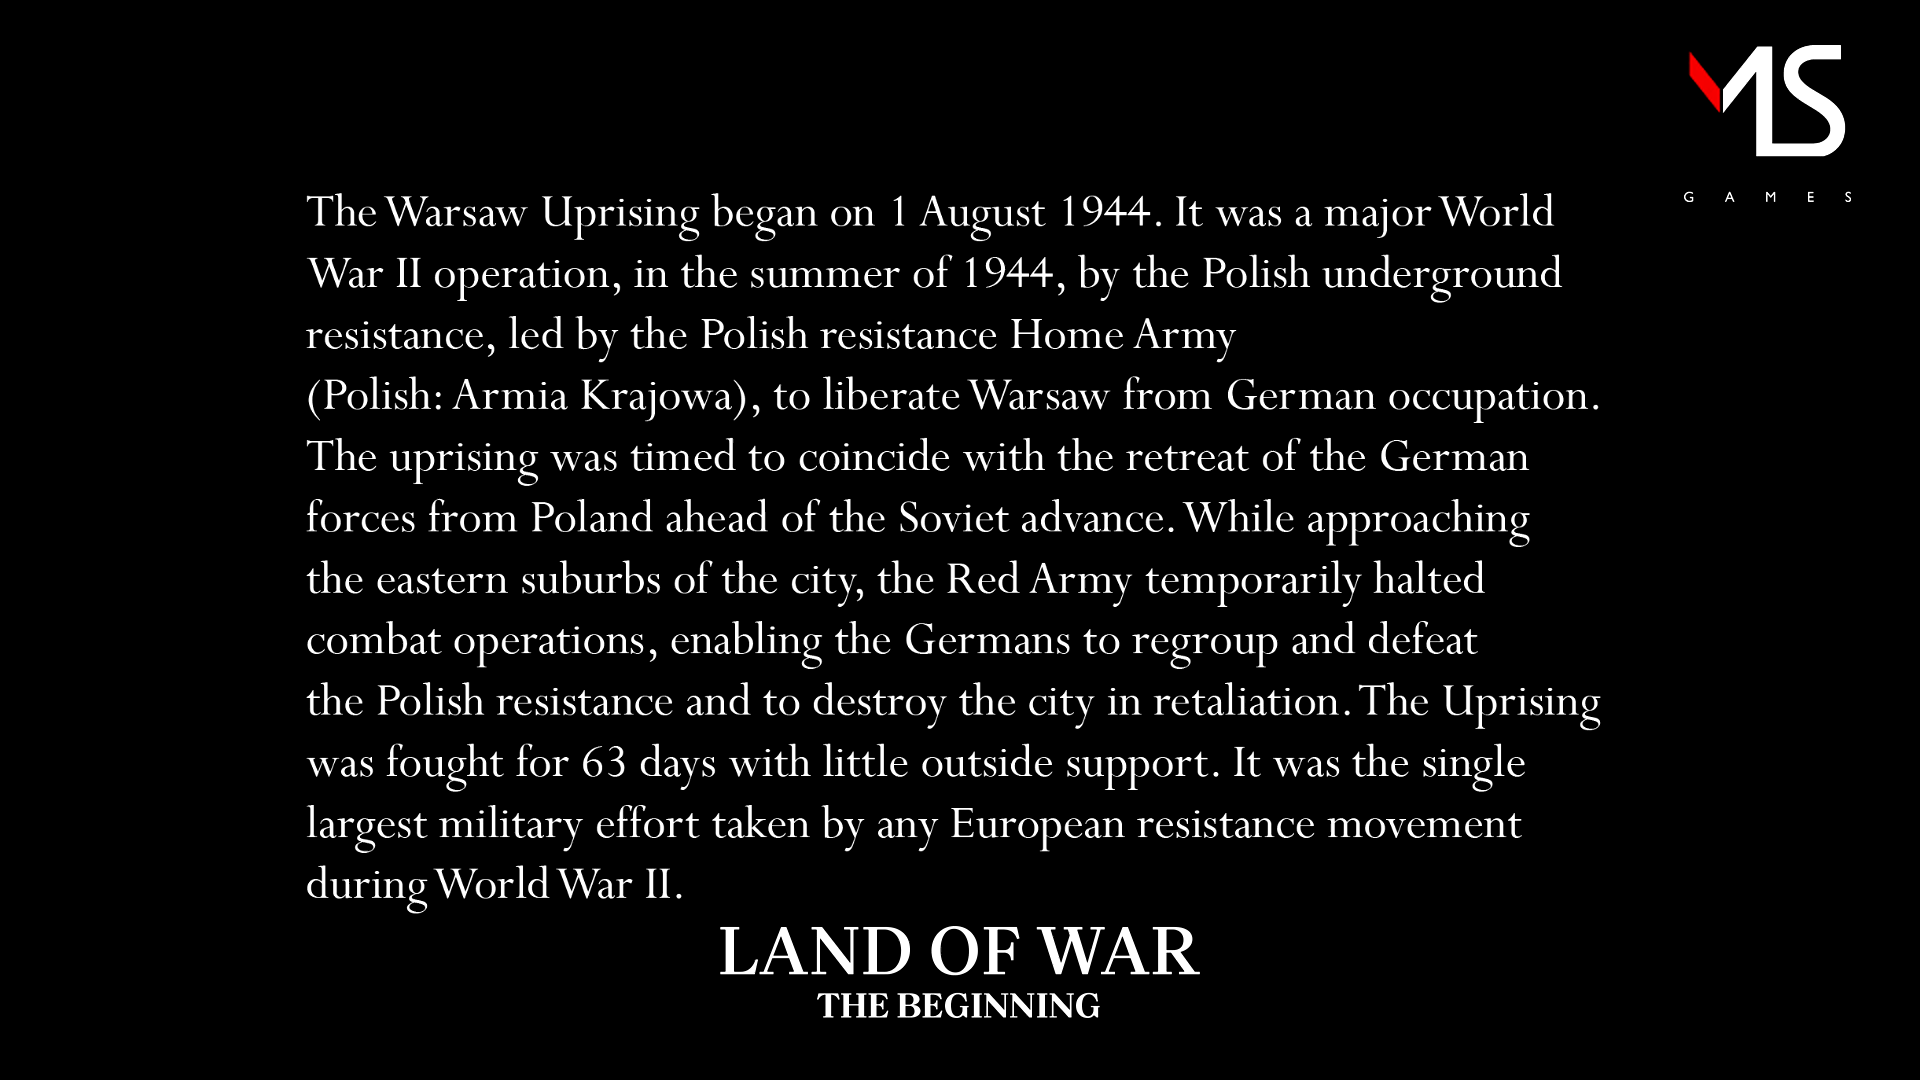 MS
GAMES
The Warsaw Uprising began on 1 August 1944. It was a major World
War II operation, in the summer of 1944, by the Polish underground
resistance, led by the Polish resistance Home Army
(Polish: Armia Krajowa), to liberate Warsaw from German occupation.
The uprising was timed to coincide with the retreat of the German
forces from Poland ahead of the Soviet advance. While approaching
the eastern suburbs of the city, the Red Army temporarily halted
combat operations, enabling the Germans to regroup and defeat
the Polish resistance and to destroy the city in retaliation. The Uprising
was fought for 63 days with little outside support. It was the single
largest military effort taken by any European resistance movement
during World War II.
LAND OF WAR
THE BEGINNING